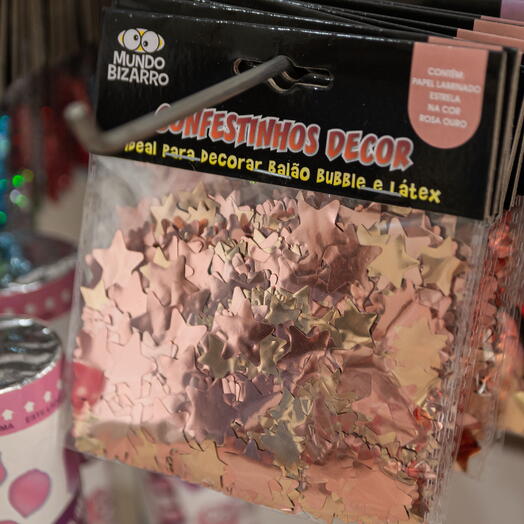 MUNDO
BIZARRO
CONFESTINHOS DECOR
Ideal para Decorar Balão Bubble e Látex
CONTÉM:
PAPEL LAMINADO
ESTRELA
NA COR
ROSA OURO